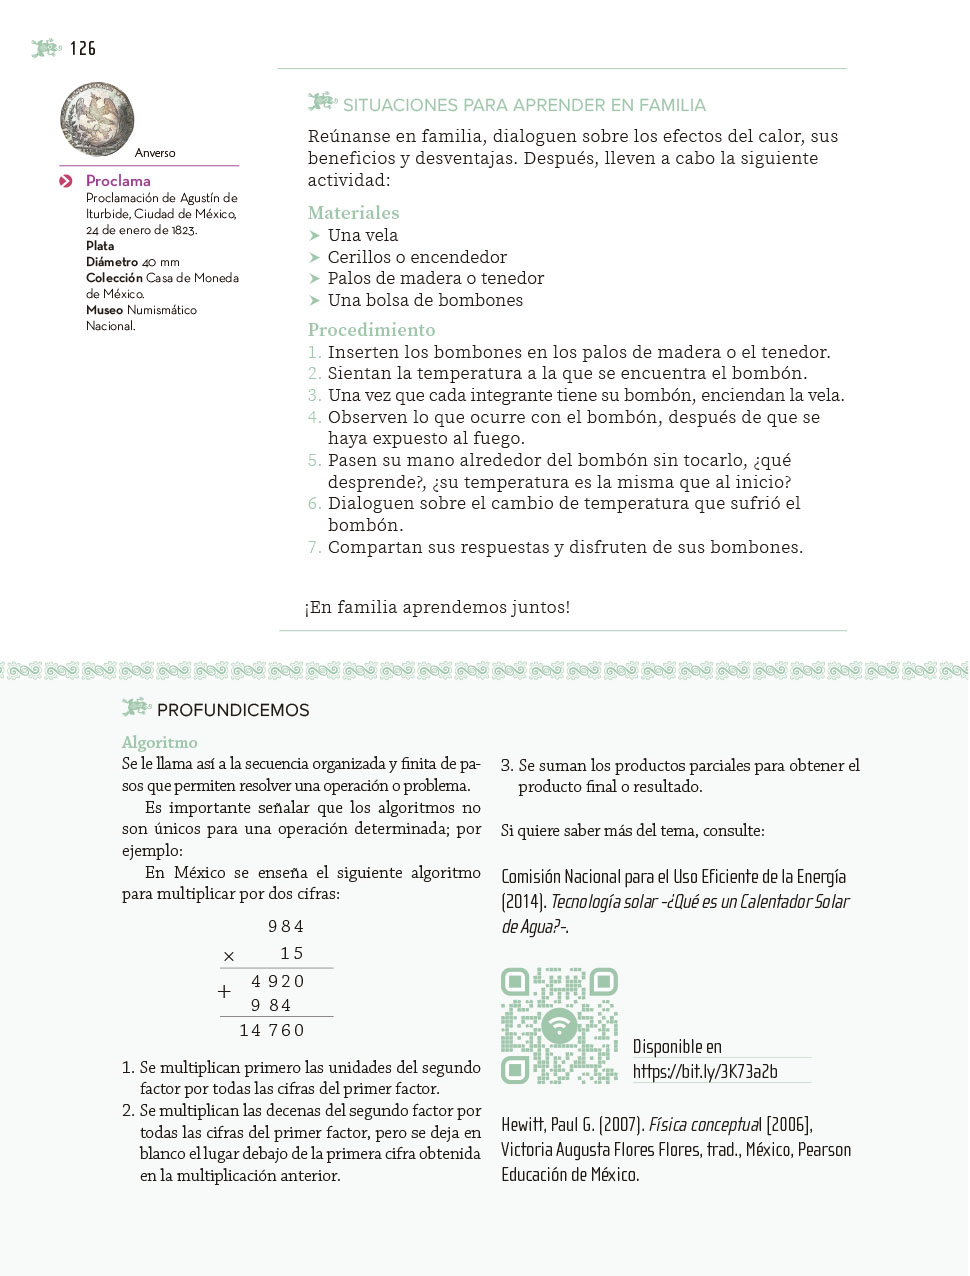 126
Anverso
Proclama
Proclamación de Agustín de
Iturbide, Ciudad de México,
24 de enero de 1823.
Plata
Diámetro 40 mm
Colección Casa de Moneda
de México.
Museo Numismático
Nacional.
SITUACIONES PARA APRENDER EN FAMILIA
Reúnanse en familia, dialoguen sobre los efectos del calor, sus
beneficios y desventajas. Después, lleven a cabo la siguiente
actividad:
Materiales
➤ Una vela
➤ Cerillos o encendedor
➤ Palos de madera o tenedor
➤ Una bolsa de bombones
Procedimiento
1. Inserten los bombones en los palos de madera o el tenedor.
2. Sientan la temperatura a la que se encuentra el bombón.
3. Una vez que cada integrante tiene su bombón, enciendan la vela.
4. Observen lo que ocurre con el bombón, después de que se
haya expuesto al fuego.
5. Pasen su mano alrededor del bombón sin tocarlo, ¿qué
desprende?, ¿su temperatura es la misma que al inicio?
6. Dialoguen sobre el cambio de temperatura que sufrió el
bombón.
7. Compartan sus respuestas y disfruten de sus bombones.
¡En familia aprendemos juntos!
PROFUNDICEMOS
Algoritmo
Se le llama así a la secuencia organizada y finita de pa-
sos que permiten resolver una operación o problema.
Es importante señalar que los algoritmos no
son únicos para una operación determinada; por
ejemplo:
En México se enseña el siguiente algoritmo
para multiplicar por dos cifras:
984
× 15
4 920
+ 9 84
14 760
1. Se multiplican primero las unidades del segundo
factor por todas las cifras del primer factor.
2. Se multiplican las decenas del segundo factor por
todas las cifras del primer factor, pero se deja en
blanco el lugar debajo de la primera cifra obtenida
en la multiplicación anterior.
3. Se suman los productos parciales para obtener el
producto final o resultado.
Si quiere saber más del tema, consulte:
Comisión Nacional para el Uso Eficiente de la Energía
(2014). Tecnología solar -¿Qué es un Calentador Solar
de Agua?-.
Disponible en
https://bit.ly/3K73a2b
Hewitt, Paul G. (2007). Física conceptual [2006],
Victoria Augusta Flores Flores, trad., México, Pearson
Educación de México.